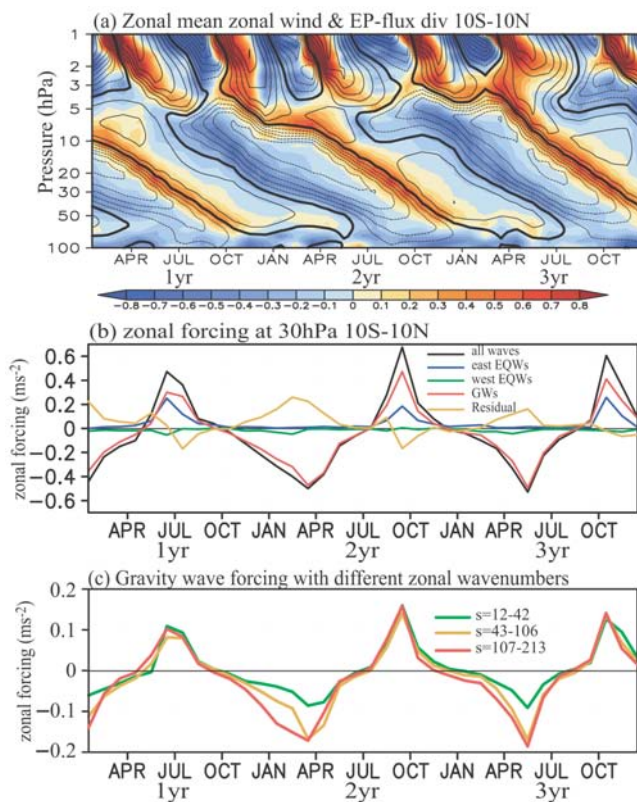 (a) Zonal mean zonal wind & EP-flux div 10S-10N
Pressure (hPa)
1
2
3
5
10
20
30
50
100
APR JUL OCT JAN APR JUL OCT JAN APR JUL OCT
1yr 2yr 3yr
-0.8 -0.7 -0.6 -0.5 -0.4 -0.3 -0.2 -0.1 0 0.1 0.2 0.3 0.4 0.5 0.6 0.8
(b) zonal forcing at 30hPa 10S-10N
zonal forcing (ms-2)
0.6
0.4
0.2
0
-0.2
-0.4
-0.6
all waves
east EQWs
west EQWs
GWs
Residual
APR JUL OCT JAN APR JUL OCT JAN APR JUL OCT
1yr 2yr 3yr
(c) Gravity wave forcing with different zonal wavenumbers
zonal forcing (ms-2)
0.2
0.1
0
-0.1
-0.2
s=12-42
s=43-106
s=107-213
APR JUL OCT JAN APR JUL OCT JAN APR JUL OCT
1yr 2yr 3yr